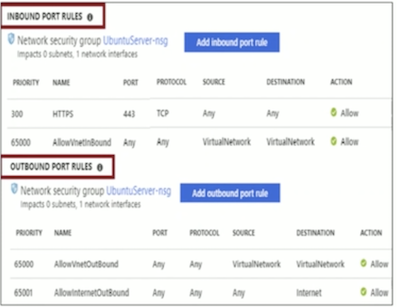 INBOUND PORT RULES
Network security group UbuntuServer-nsg Add inbound port rule
Impacts 0 subnets, 1 network interfaces
PRIORITY NAME PORT PROTOCOL SOURCE DESTINATION ACTION
300 HTTPS 443 TCP Any Any Allow
65000 AllowVnetInBound Any Any VirtualNetwork VirtualNetwork Allow
OUTBOUND PORT RULES
Network security group UbuntuServer-nsg Add outbound port rule
Impacts 0 subnets, 1 network interfaces
PRIORITY NAME PORT PROTOCOL SOURCE DESTINATION ACTION
65000 AllowVnetOutBound Any Any VirtualNetwork VirtualNetwork Allow
65001 AllowInternetOutBound Any Any Any Internet Allow